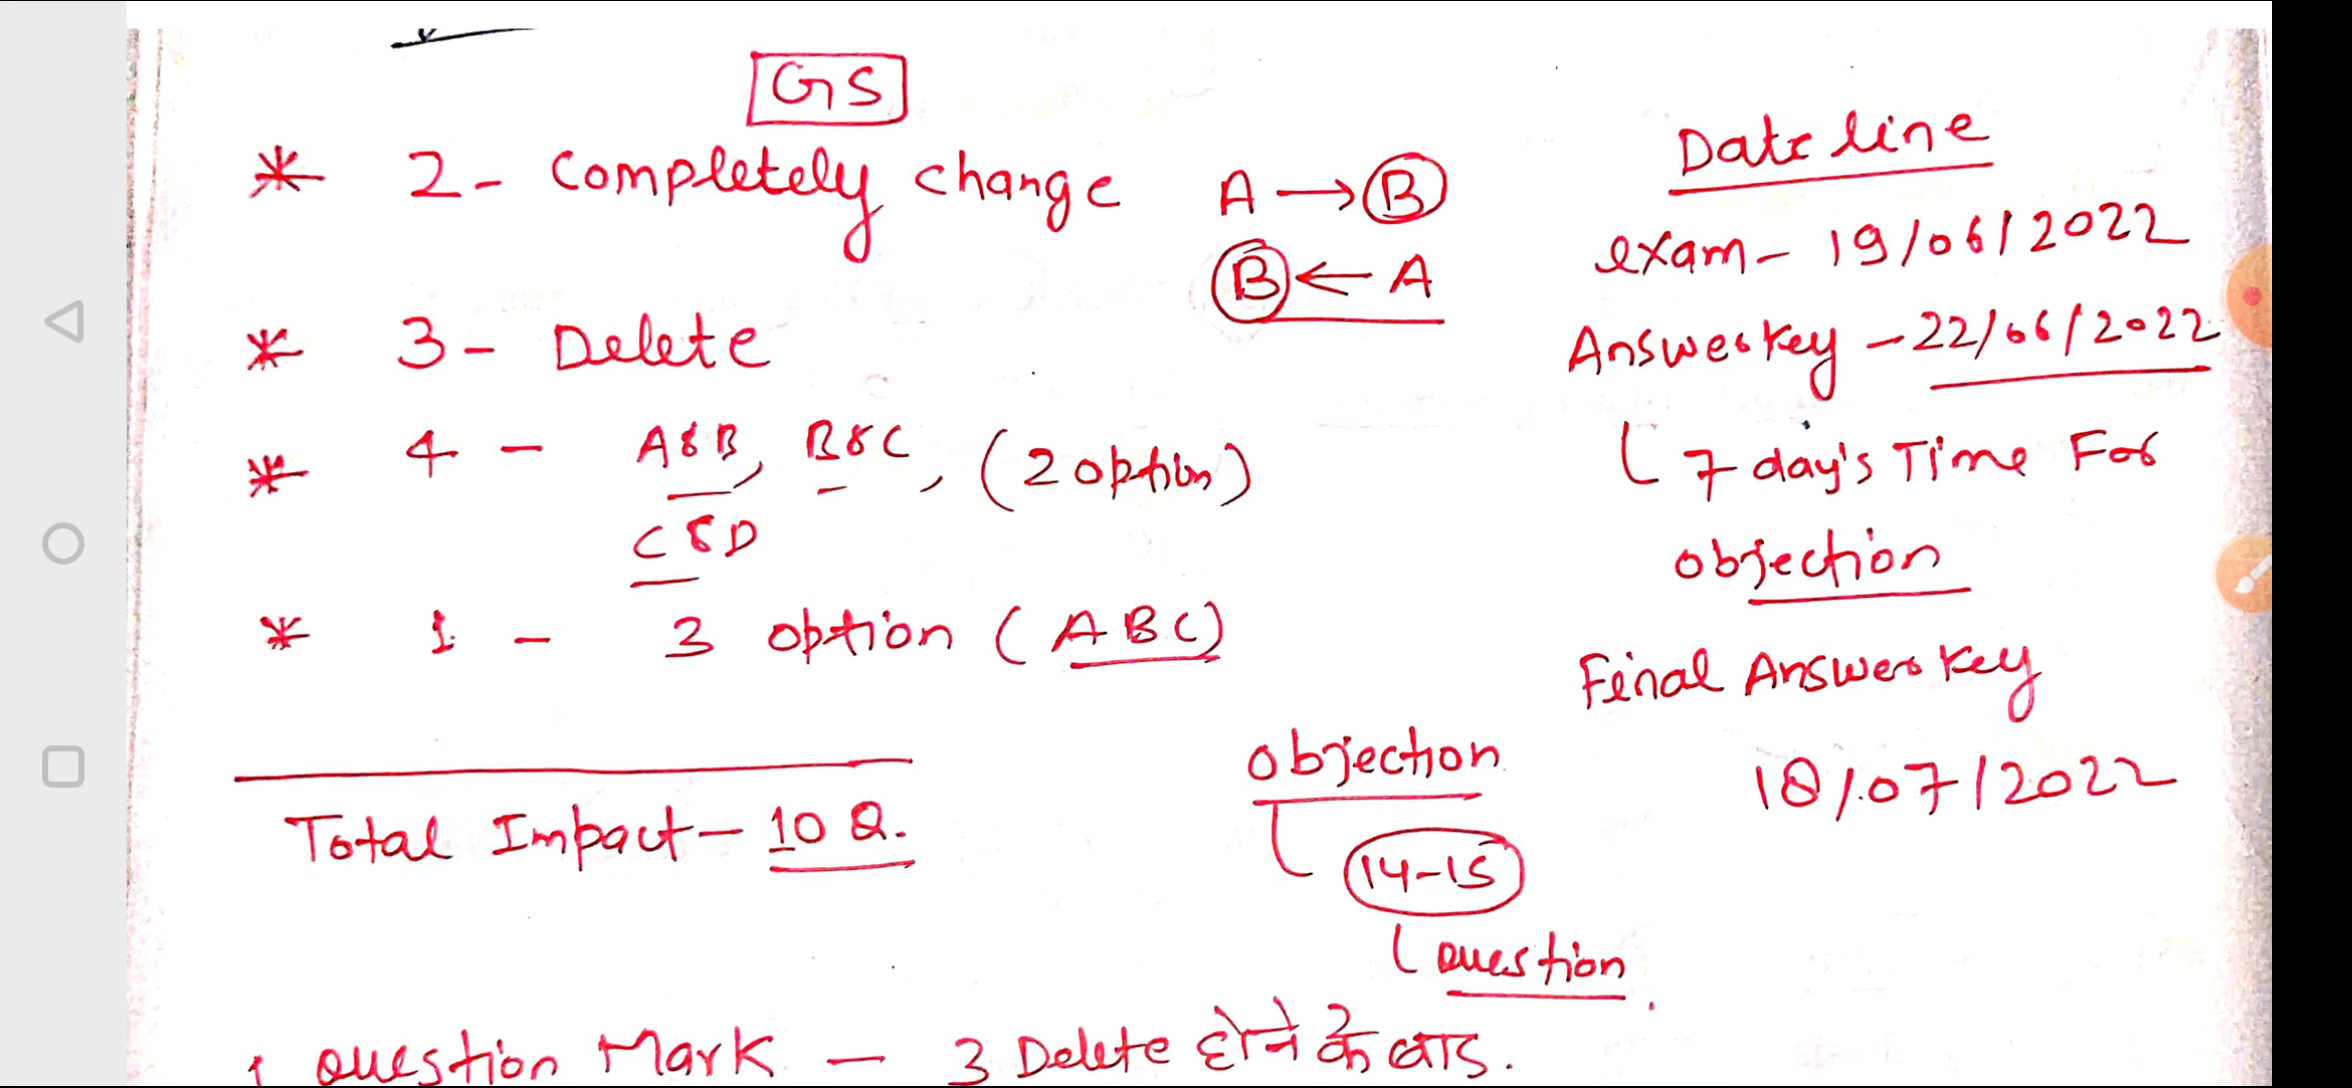 GS
* 2 - Completely change A → B
B ← A
* 3 - Delete
* 4 - A & B, B & C, (2 option)
C & D
* 1 - 3 option (ABC)
Total Impact - 10 Q.
Date line
exam - 19/06/2022
Answer key - 22/06/2022
7 day's Time For
objection
Final Answer key
18/07/2022
objection
14-15
question
1 question Mark - 3 Delete होने के बाद.